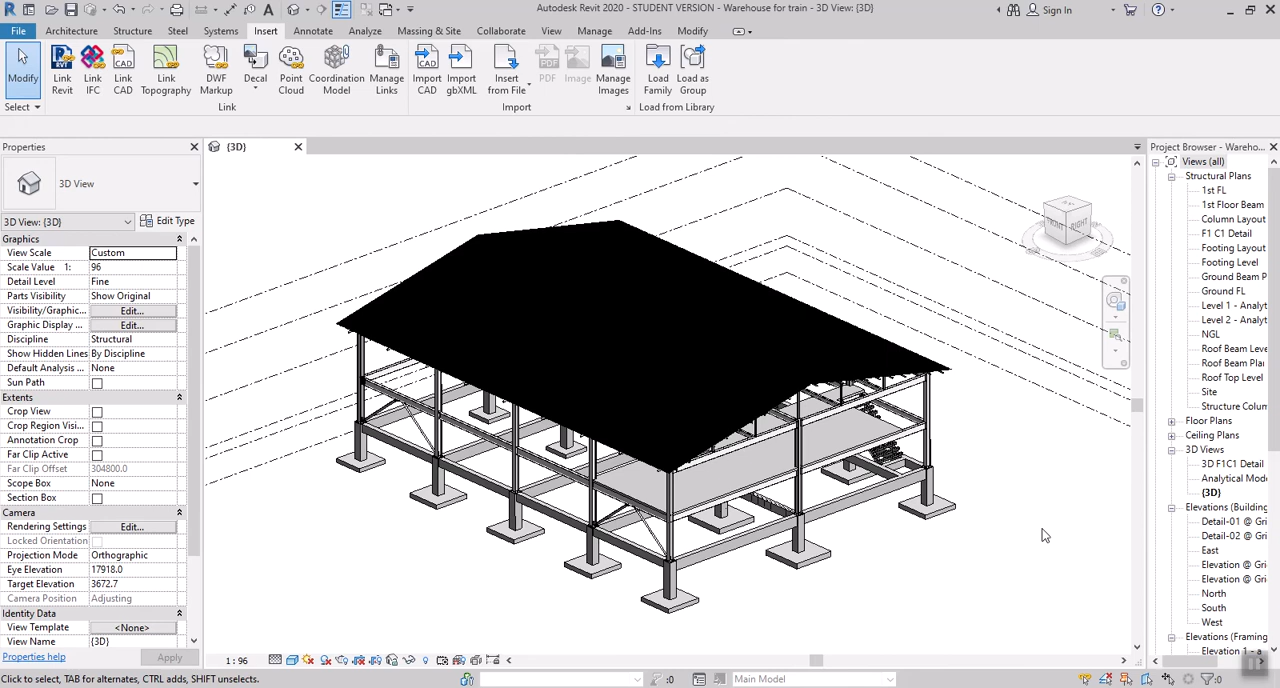 Autodesk Revit 2020 - STUDENT VERSION - Warehouse for train - 3D View: {3D}
Sign In
File Architecture Structure Steel Systems Insert Annotate Analyze Massing & Site Collaborate View Manage Add-Ins Modify
Modify
Link Revit
Link IFC
Link CAD
Link Topography
DWF Markup
Decal
Point Cloud
Coordination Model
Manage Links
Import CAD
Import gbXML
Insert from File
PDF
Image
Manage Images
Load Family
Load as Group
Select
Link
Import
Load from Library
Properties
{3D}
Project Browser - Wareho...
3D View
3D View: {3D}
Edit Type
Graphics
View Scale Custom
Scale Value 1: 96
Detail Level Fine
Parts Visibility Show Original
Visibility/Graphic... Edit...
Graphic Display ... Edit...
Discipline Structural
Show Hidden Lines By Discipline
Default Analysis ... None
Sun Path
Extents
Crop View
Crop Region Visi...
Annotation Crop
Far Clip Active
Far Clip Offset 304800.0
Scope Box None
Section Box
Camera
Rendering Settings Edit...
Locked Orientation
Projection Mode Orthographic
Eye Elevation 17918.0
Target Elevation 3672.7
Camera Position Adjusting
Identity Data
View Template <None>
View Name {3D}
Properties help
Apply
FRONT
RIGHT
Views (all)
Structural Plans
1st FL
1st Floor Beam
Column Layout
F1 C1 Detail
Footing Layout
Footing Level
Ground Beam P
Ground FL
Level 1 - Analyt
Level 2 - Analyt
NGL
Roof Beam Leve
Roof Beam Plan
Roof Top Level
Site
Structure Colum
Floor Plans
Ceiling Plans
3D Views
3D F1C1 Detail
Analytical Mode
{3D}
Elevations (Building
Detail-01 @ Gri
Detail-02 @ Gri
East
Elevation @ Gri
Elevation @ Gri
North
South
West
Elevations (Framing
Elevation 1 - a
1 : 96
Click to select, TAB for alternates, CTRL adds, SHIFT unselects.
:0
Main Model
:0